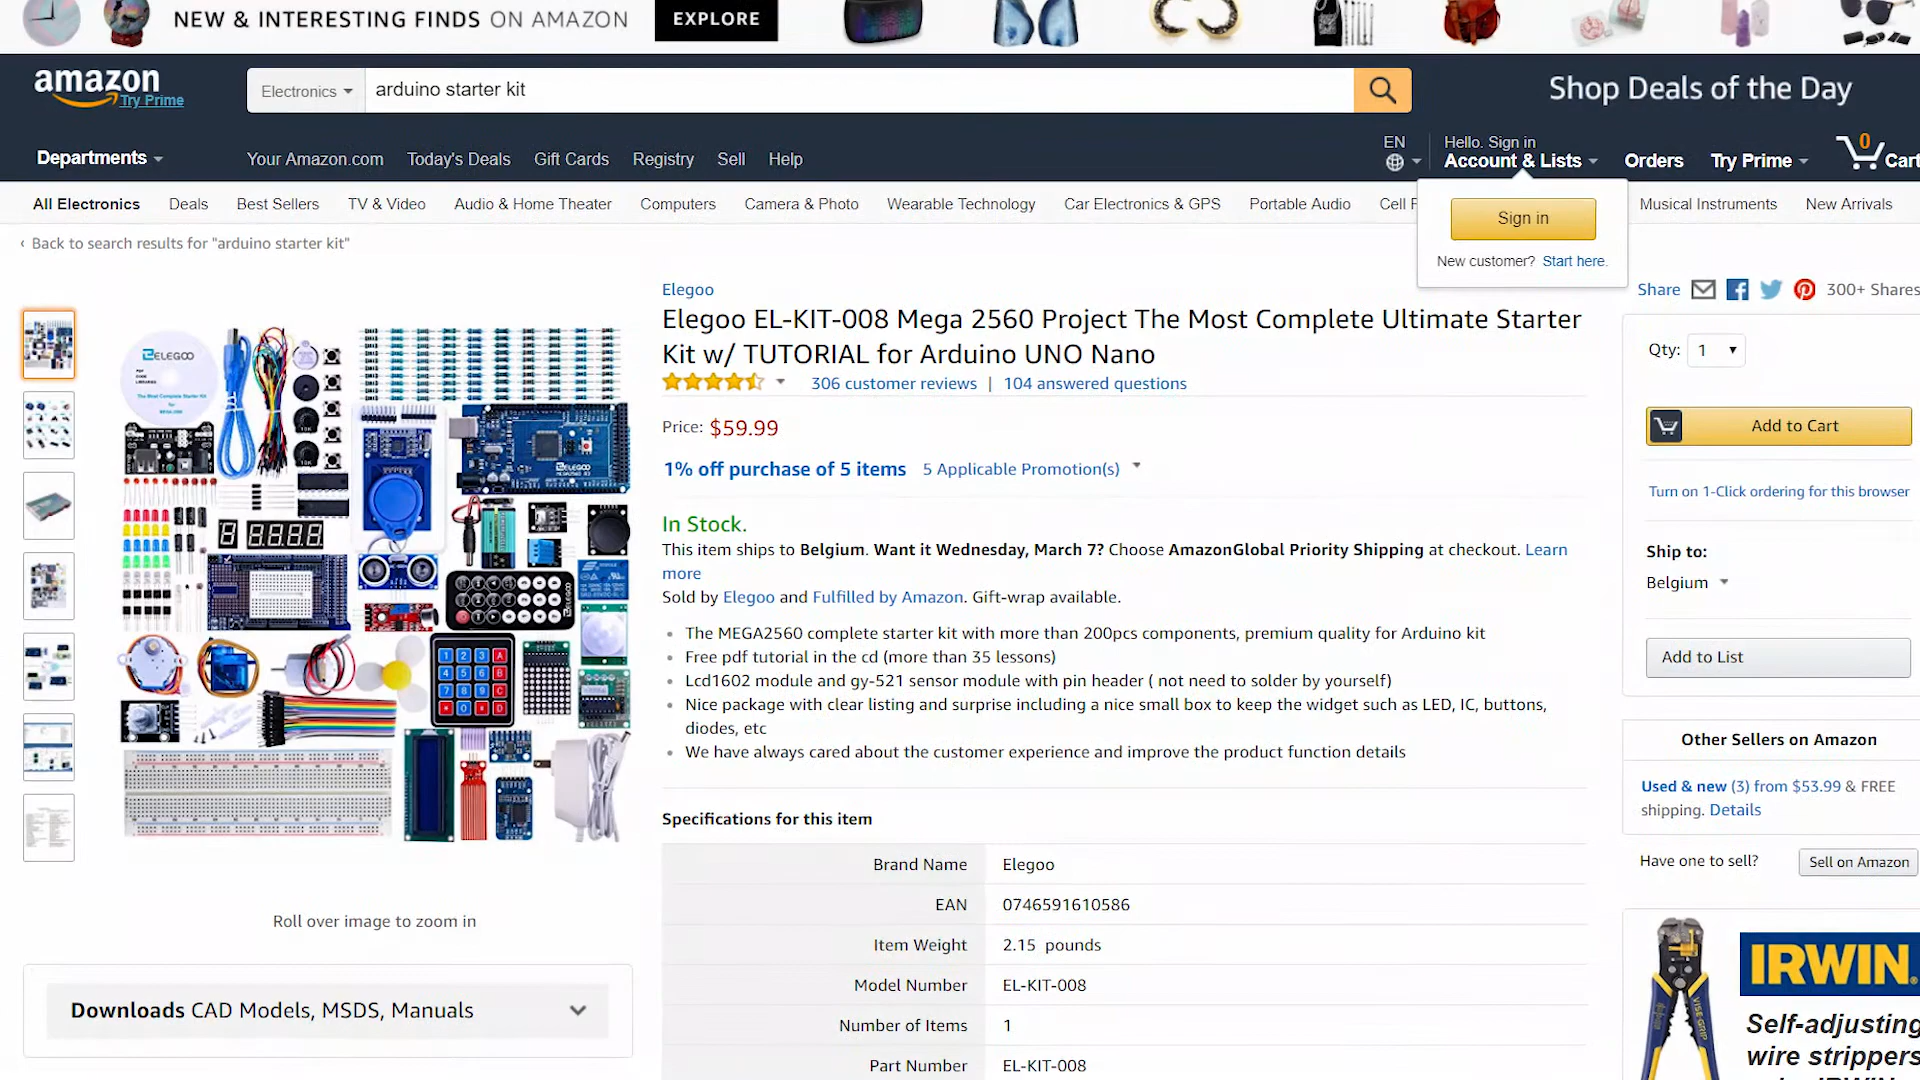 NEW & INTERESTING FINDS ON AMAZON
EXPLORE
amazon
Try Prime
Electronics
arduino starter kit
Shop Deals of the Day
Departments
Your Amazon.com
Today's Deals
Gift Cards
Registry
Sell
Help
EN
Hello. Sign in
Account & Lists
Orders
Try Prime
0
Cart
All Electronics
Deals
Best Sellers
TV & Video
Audio & Home Theater
Computers
Camera & Photo
Wearable Technology
Car Electronics & GPS
Portable Audio
Cell
Musical Instruments
New Arrivals
Sign in
New customer? Start here.
‹ Back to search results for "arduino starter kit"
Share
300+ Shares
Elegoo
Elegoo EL-KIT-008 Mega 2560 Project The Most Complete Ultimate Starter
Kit w/ TUTORIAL for Arduino UNO Nano
306 customer reviews | 104 answered questions
Price: $59.99
1% off purchase of 5 items 5 Applicable Promotion(s)
In Stock.
This item ships to Belgium. Want it Wednesday, March 7? Choose AmazonGlobal Priority Shipping at checkout. Learn
more
Sold by Elegoo and Fulfilled by Amazon. Gift-wrap available.
The MEGA2560 complete starter kit with more than 200pcs components, premium quality for Arduino kit
Free pdf tutorial in the cd (more than 35 lessons)
Lcd1602 module and gy-521 sensor module with pin header ( not need to solder by yourself)
Nice package with clear listing and surprise including a nice small box to keep the widget such as LED, IC, buttons,
diodes, etc
We have always cared about the customer experience and improve the product function details
Specifications for this item
Brand Name Elegoo
EAN 0746591610586
Item Weight 2.15 pounds
Model Number EL-KIT-008
Number of Items 1
Part Number EL-KIT-008
ELEGOO
Roll over image to zoom in
Downloads CAD Models, MSDS, Manuals
Qty: 1
Add to Cart
Turn on 1-Click ordering for this browser
Ship to:
Belgium
Add to List
Other Sellers on Amazon
Used & new (3) from $53.99 & FREE
shipping. Details
Have one to sell?
Sell on Amazon
IRWIN.
VISE-GRIP
Self-adjusting
wire strippers